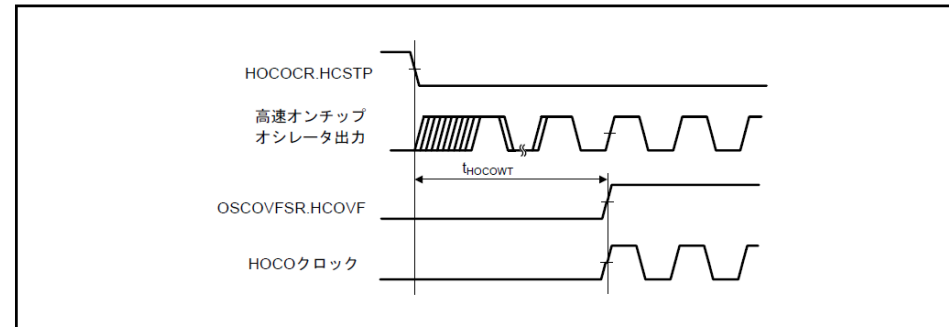 HOCOCR.HCSTP
高速オンチップ
オシレータ出力
tHOCOWT
OSCOVFSR.HCOVF
HOCOクロック